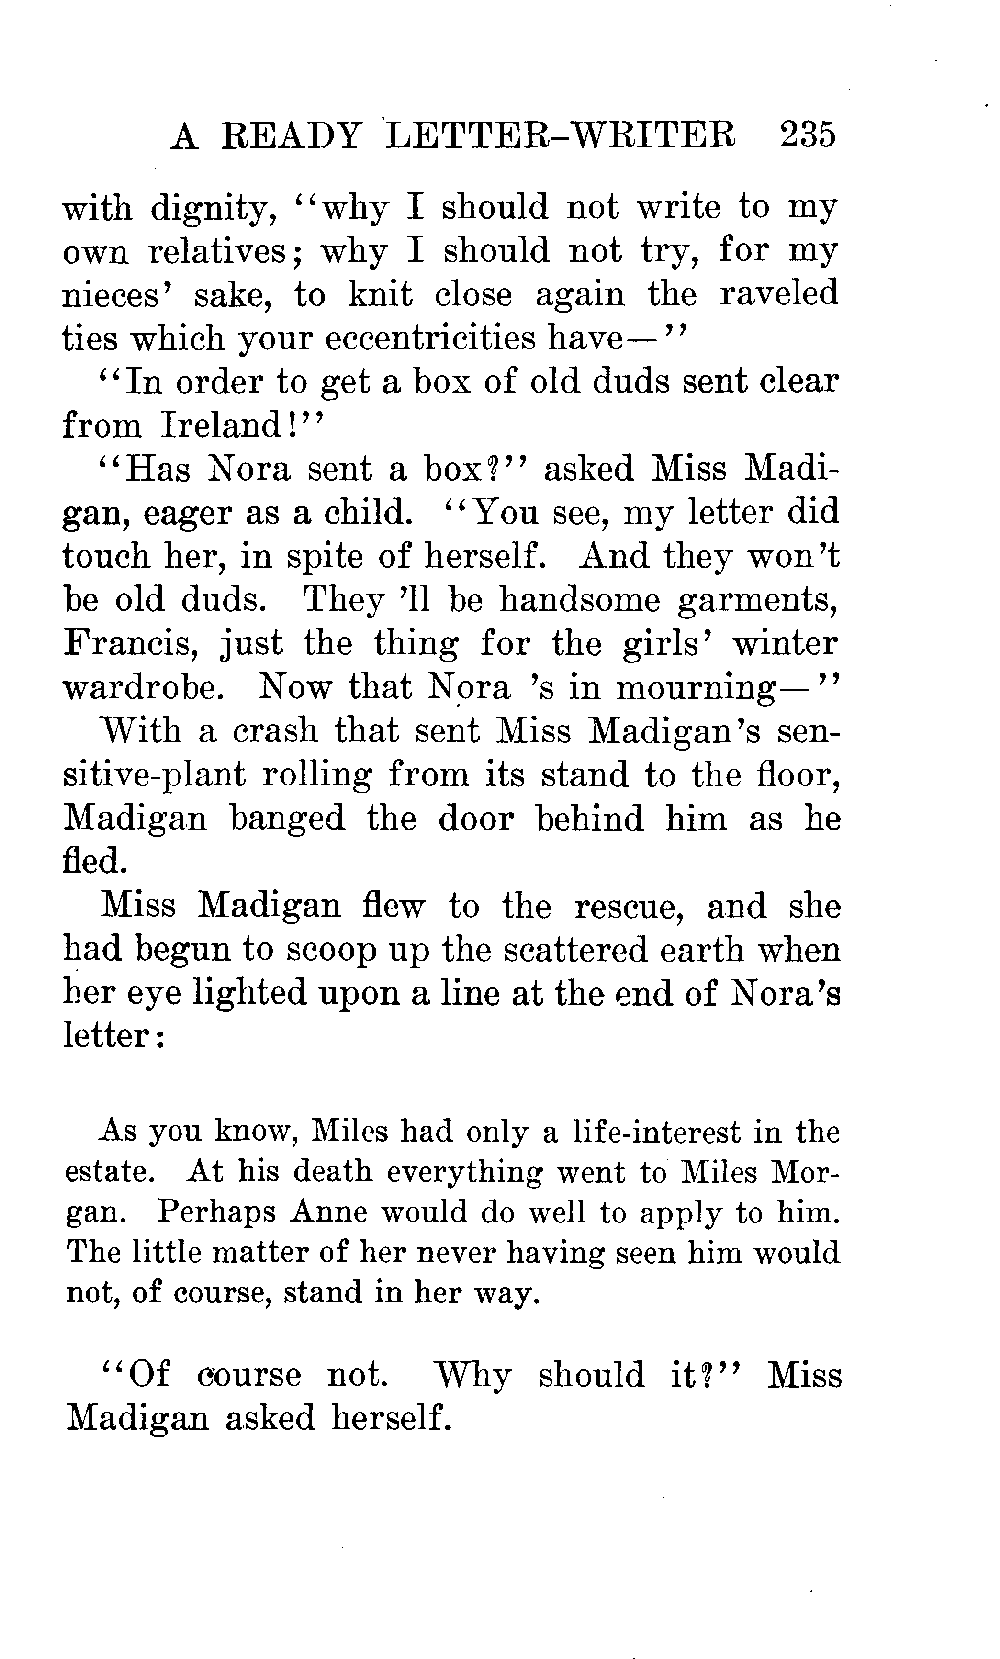 A READY LETTER-WRITER 235
with dignity, "why I should not write to my
own relatives; why I should not try, for my
nieces' sake, to knit close again the raveled
ties which your eccentricities have—"
"In order to get a box of old duds sent clear
from Ireland!"
"Has Nora sent a box?" asked Miss Madi-
gan, eager as a child. "You see, my letter did
touch her, in spite of herself. And they won't
be old duds. They 'll be handsome garments,
Francis, just the thing for the girls' winter
wardrobe. Now that Nora 's in mourning—"
With a crash that sent Miss Madigan's sen-
sitive-plant rolling from its stand to the floor,
Madigan banged the door behind him as he
fled.
Miss Madigan flew to the rescue, and she
had begun to scoop up the scattered earth when
her eye lighted upon a line at the end of Nora's
letter:
As you know, Miles had only a life-interest in the
estate. At his death everything went to Miles Mor-
gan. Perhaps Anne would do well to apply to him.
The little matter of her never having seen him would
not, of course, stand in her way.
"Of course not. Why should it?" Miss
Madigan asked herself.